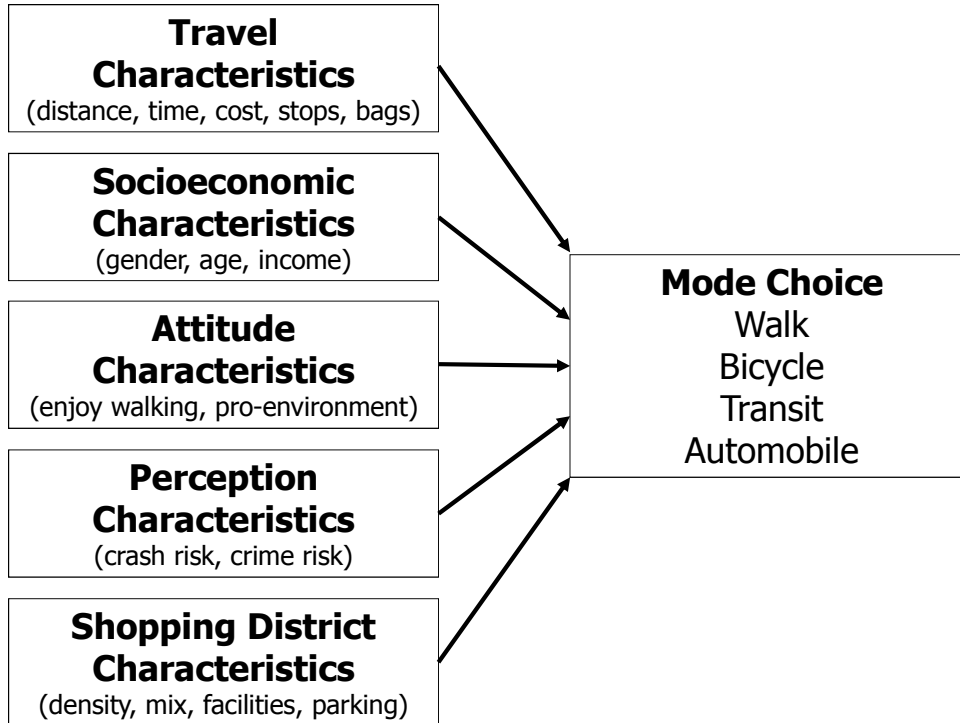 Travel
Characteristics
(distance, time, cost, stops, bags)
Socioeconomic
Characteristics
(gender, age, income)
Attitude
Characteristics
(enjoy walking, pro-environment)
Perception
Characteristics
(crash risk, crime risk)
Shopping District
Characteristics
(density, mix, facilities, parking)
Mode Choice
Walk
Bicycle
Transit
Automobile